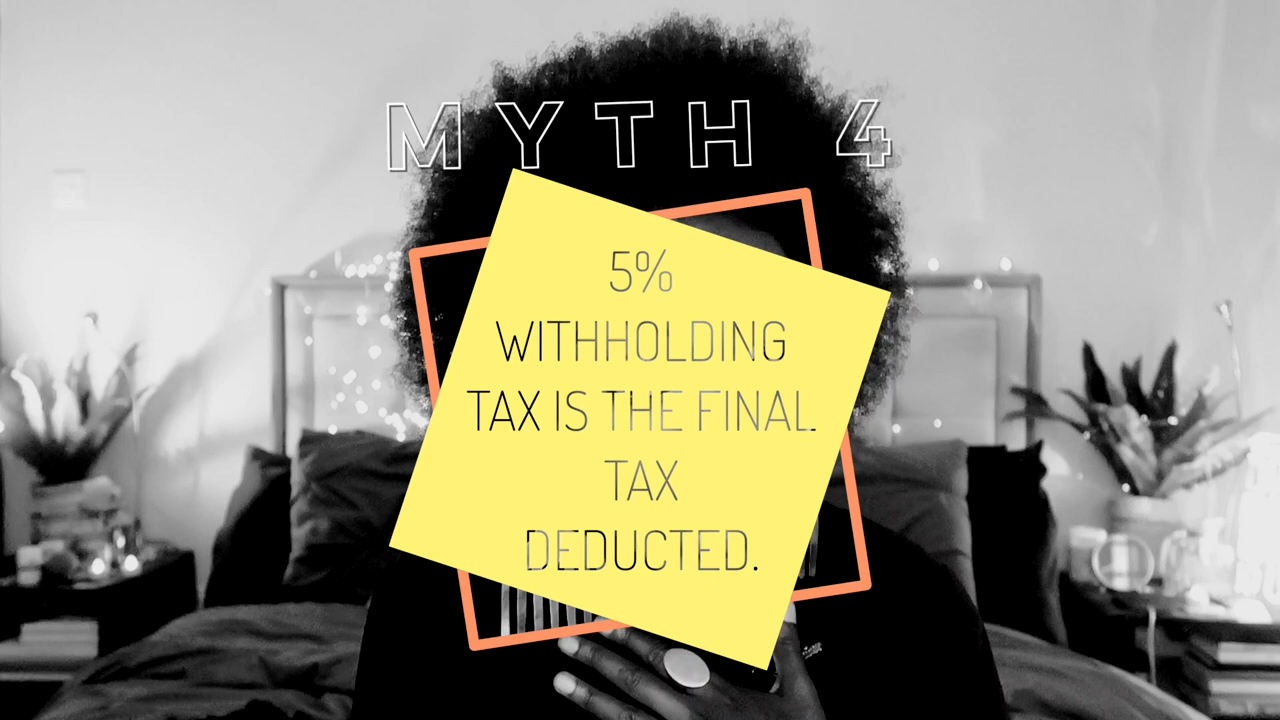 MYTH 4
5%
WITHHOLDING
TAX IS THE FINAL
TAX
DEDUCTED.